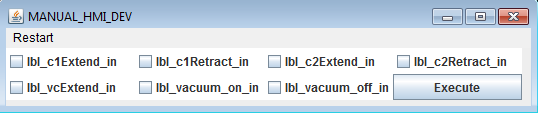 MANUAL_HMI_DEV
Restart
lbl_c1Extend_in lbl_c1Retract_in lbl_c2Extend_in lbl_c2Retract_in
lbl_vcExtend_in lbl_vacuum_on_in lbl_vacuum_off_in Execute